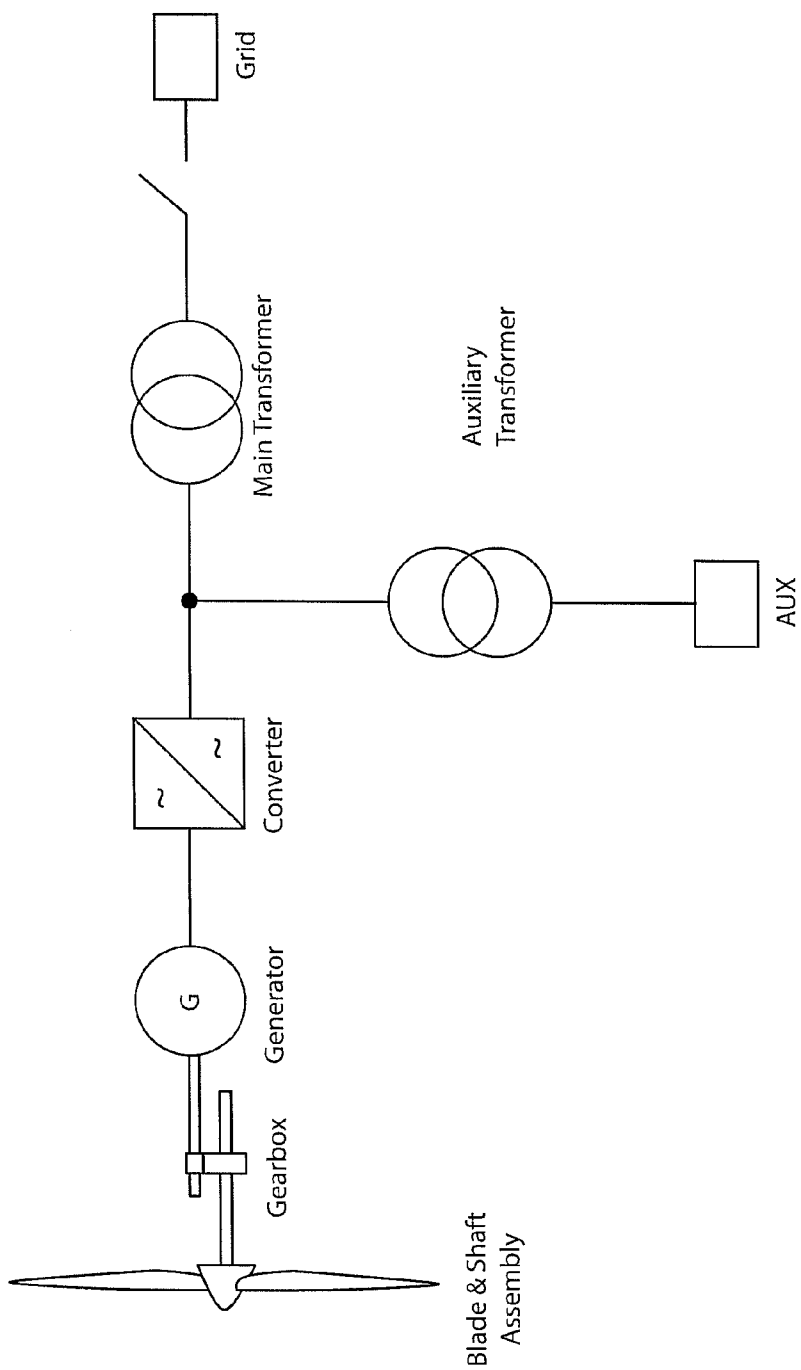 Blade & Shaft
Assembly
Gearbox
G
Generator
~
~
Converter
Main Transformer
Auxiliary
Transformer
AUX
Grid